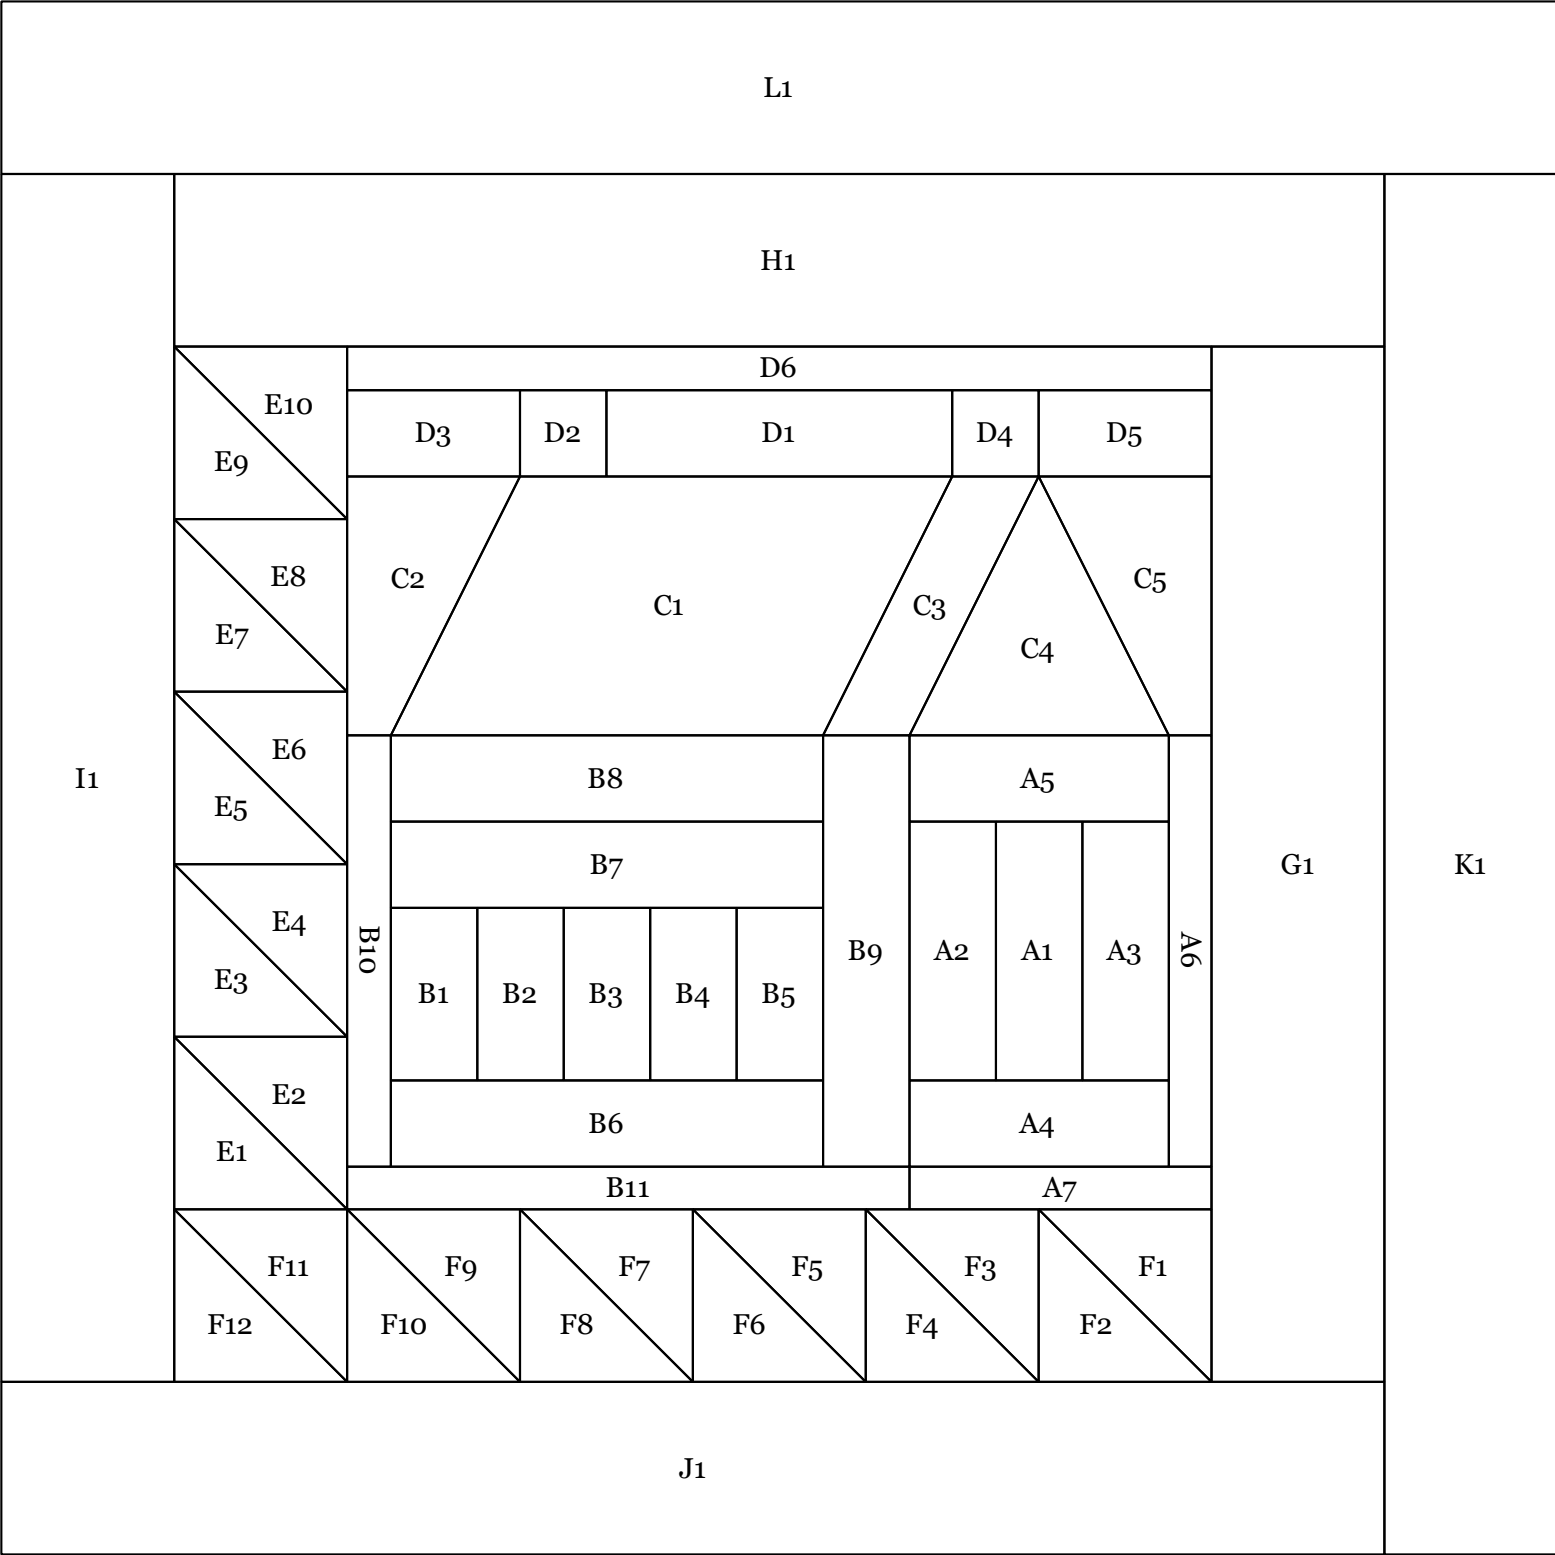 L1
H1
D6
E10
D3 D2 D1 D4 D5
E9
E8
C2 C1 C3 C4 C5
E7
E6
I1
B8 A5
E5
B7
G1 K1
E4
B10
B9 A2 A1 A3
A6
E3
B1 B2 B3 B4 B5
E2
B6 A4
E1
B11 A7
F11 F9 F7 F5 F3 F1
F12 F10 F8 F6 F4 F2
J1